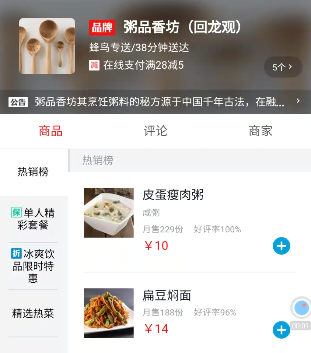 品牌 粥品香坊（回龙观）
蜂鸟专送/38分钟送达
减 在线支付满28减5
5个 >
公告 粥品香坊其烹饪粥料的秘方源于中国千年古法，在融... >
商品 评论 商家
热销榜
热销榜
皮蛋瘦肉粥
咸粥
月售229份 好评率100%
￥10
保 单人精
彩套餐
折 冰爽饮
品限时特
惠
扁豆焖面
月售188份 好评率96%
￥14
精选热菜
00:01